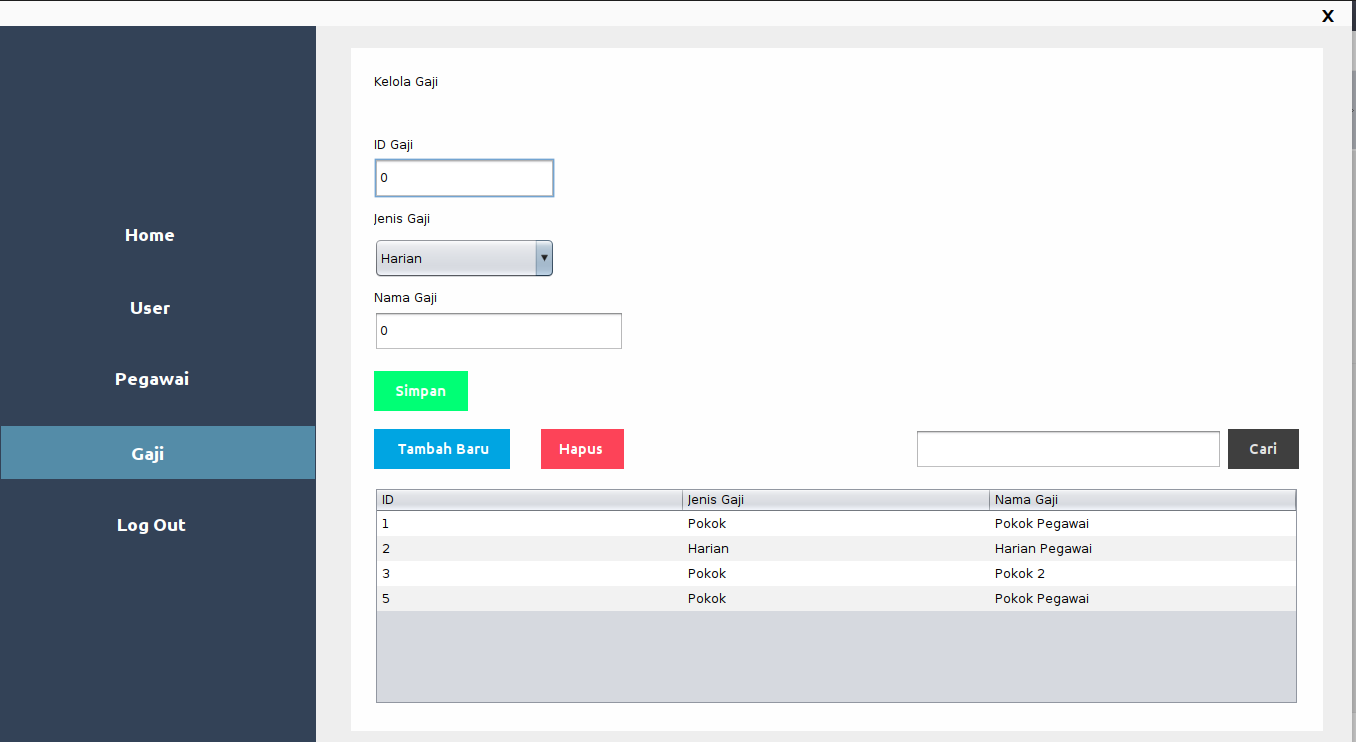 X
Home
User
Pegawai
Gaji
Log Out
Kelola Gaji
ID Gaji
0
Jenis Gaji
Harian
Nama Gaji
0
Simpan
Tambah Baru Hapus Cari
ID Jenis Gaji Nama Gaji
1 Pokok Pokok Pegawai
2 Harian Harian Pegawai
3 Pokok Pokok 2
5 Pokok Pokok Pegawai